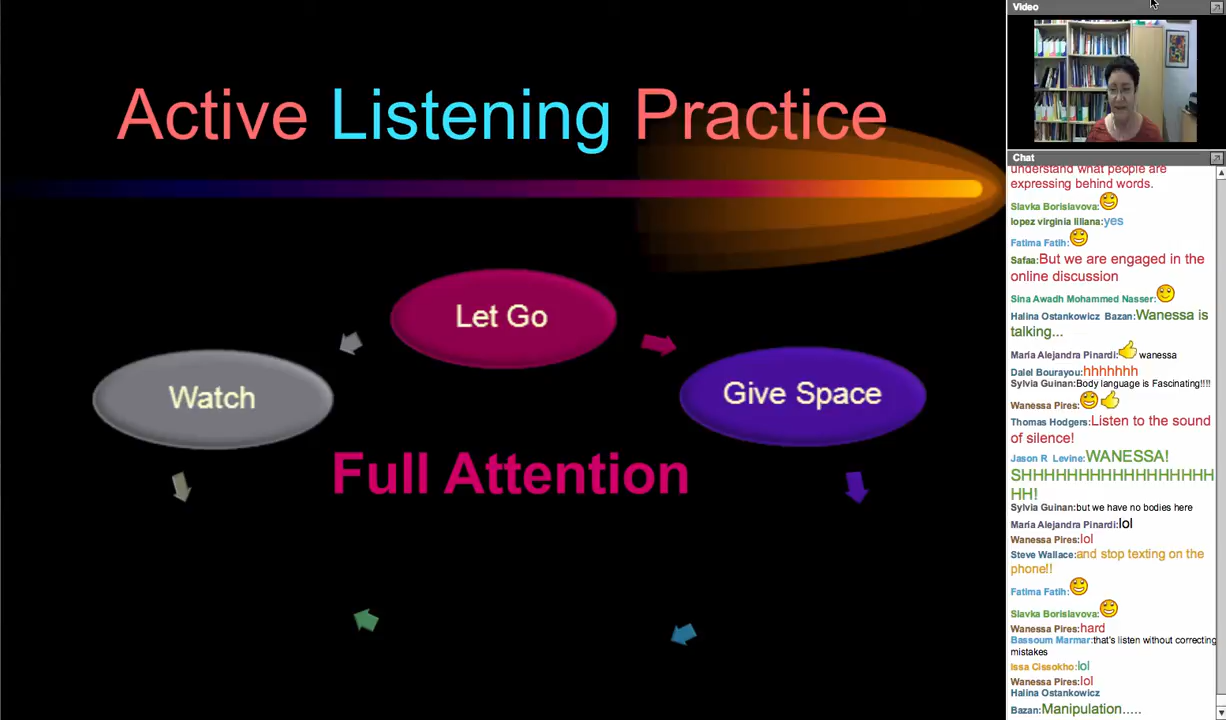 Active Listening Practice
Let Go
Watch
Give Space
Full Attention
Video
Chat
understand what people are
expressing behind words.
Slavka Borislavova:
lopez virginia liliana:yes
Fatima Fatih:
Safaa:But we are engaged in the
online discussion
Sina Awadh Mohammed Nasser:
Halina Ostankowicz Bazan:Wanessa is
talking...
María Alejandra Pinardi: wanessa
Dalel Bourayou:hhhhhhh
Sylvia Guinan:Body language is Fascinating!!!!
Wanessa Pires:
Thomas Hodgers:Listen to the sound
of silence!
Jason R Levine:WANESSA!
SHHHHHHHHHHHHHHHHH
HH!
Sylvia Guinan:but we have no bodies here
María Alejandra Pinardi:lol
Wanessa Pires:lol
Steve Wallace:and stop texting on the
phone!!
Fatima Fatih:
Slavka Borislavova:
Wanessa Pires:hard
Bassoum Marmar:that's listen without correcting
mistakes
Issa Cissokho:lol
Wanessa Pires:lol
Halina Ostankowicz
Bazan:Manipulation.....